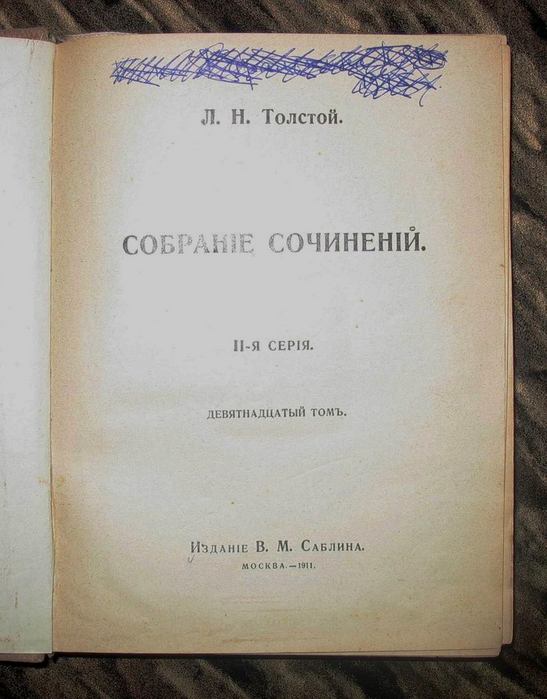 Л. Н. Толстой.
СОБРАНІЕ СОЧИНЕНІЙ.
II-Я СЕРІЯ.
ДЕВЯТНАДЦАТЫЙ ТОМЪ.
Изданіе В. М. Саблина.
МОСКВА.—1911.